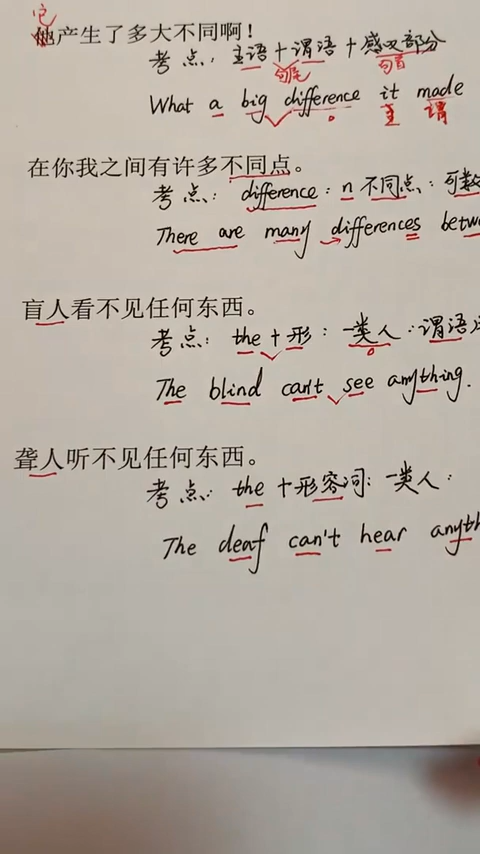 它
他产生了多大不同啊!
考点: 主语+谓语+感叹部分
句尾 句首
What a big difference it made
主 谓
在你我之间有许多不同点。
考点: difference: n 不同点: 可数
There are many differences
盲人看不见任何东西。
考点: the+形: 一类人: 谓语
The blind can't see anything.
聋人听不见任何东西。
考点: the+形容词: 一类人:
The deaf can't hear